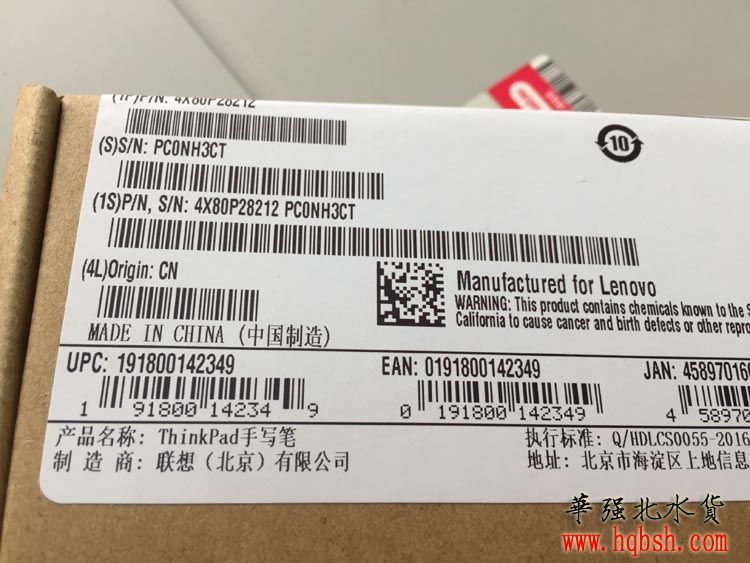 (1P)P/N: 4X80P28212
(S)S/N: PC0NH3CT
(1S)P/N, S/N: 4X80P28212 PC0NH3CT
(4L)Origin: CN
10
Manufactured for Lenovo
WARNING: This product contains chemicals known to the S
California to cause cancer and birth defects or other repro
MADE IN CHINA (中国制造)
UPC: 191800142349
EAN: 0191800142349
JAN: 458970160
1 91800 14234 9
0 191800 142349
4 58970
产品名称: ThinkPad手写笔
执行标准: Q/HDLCS0055-2016
制 造 商: 联想（北京）有限公司
地址: 北京市海淀区上地信息
華强北水貨
www.hqbsh.com